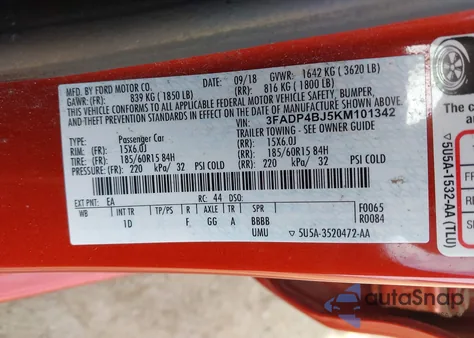 MFD. BY FORD MOTOR CO.
DATE: 09/18 GVWR: 1642 KG ( 3620 LB)
GAWR: (FR): 839 KG ( 1850 LB) (RR): 816 KG ( 1800 LB)
THIS VEHICLE CONFORMS TO ALL APPLICABLE FEDERAL MOTOR VEHICLE SAFETY, BUMPER,
AND THEFT PREVENTION STANDARDS IN EFFECT ON THE DATE OF MANUFACTURE SHOWN ABOVE.
VIN: 3FADP4BJ5KM101342
TYPE: Passenger Car TRAILER TOWING - SEE OWNER GUIDE
RIM: (FR): 15X6.0J (RR): 15X6.0J
TIRE: (FR): 185/60R15 84H (RR): 185/60R15 84H
PRESSURE: (FR): 220 kPa/ 32 PSI COLD (RR): 220 kPa/ 32 PSI COLD
EXT PNT: EA RC: 44 DSO: F0065
WB INT TR TP/PS R AXLE TR SPR R0084
1D F GG A BBBB
UMU ▽ 5U5A-3520472-AA
▽ 5U5A-1532-AA (TLU)
autoSnap